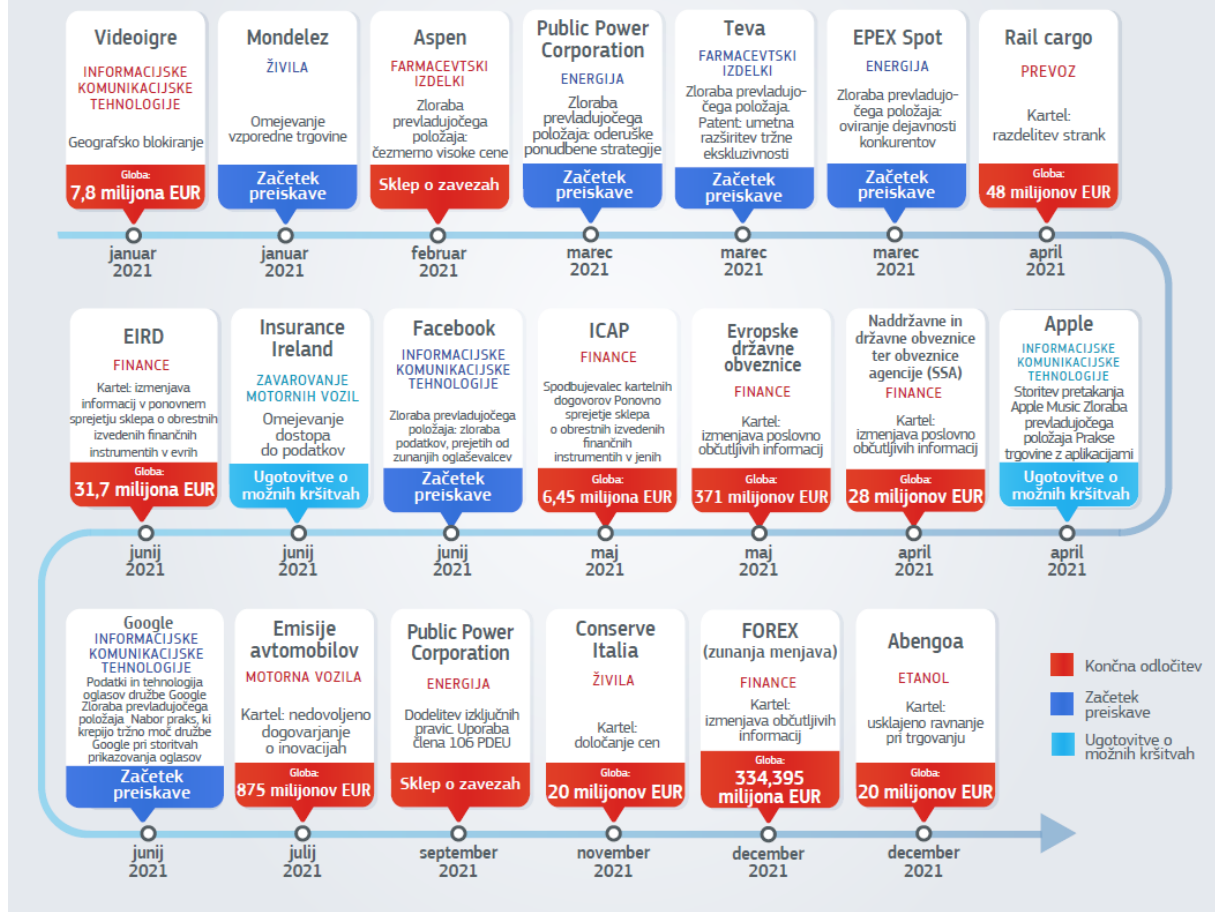 Videoigre
INFORMACIJSKE
KOMUNIKACIJSKE
TEHNOLOGIJE
Geografsko blokiranje
Globa:
7,8 milijona EUR
januar
2021
Mondelez
ŽIVILA
Omejevanje
vzporedne trgovine
Začetek
preiskave
januar
2021
Aspen
FARMACEVTSKI
IZDELKI
Zloraba
prevladujočega
položaja:
čezmerno visoke cene
Sklep o zavezah
februar
2021
Public Power
Corporation
ENERGIJA
Zloraba
prevladujočega
položaja: oderuške
ponudbene strategije
Začetek
preiskave
marec
2021
Teva
FARMACEVTSKI
IZDELKI
Zloraba prevladujo-
čega položaja.
Patent: umetna
razširitev tržne
ekskluzivnosti
Začetek
preiskave
marec
2021
EPEX Spot
ENERGIJA
Zloraba prevladujo-
čega položaja:
oviranje dejavnosti
konkurentov
Začetek
preiskave
marec
2021
Rail cargo
PREVOZ
Kartel:
razdelitev strank
Globa:
48 milijonov EUR
april
2021
EIRD
FINANCE
Kartel: izmenjava
informacij v ponovnem
sprejetju sklepa o obrestnih
izvedenih finančnih
instrumentih v evrih
Globa:
31,7 milijona EUR
junij
2021
Insurance
Ireland
ZAVAROVANJE
MOTORNIH VOZIL
Omejevanje
dostopa
do podatkov
Ugotovitve o
možnih kršitvah
junij
2021
Facebook
INFORMACIJSKE
KOMUNIKACIJSKE
TEHNOLOGIJE
Zloraba prevladujočega
položaja: zloraba
podatkov, prejetih od
zunanjih oglaševalcev
Začetek
preiskave
junij
2021
ICAP
FINANCE
Spodbujevalec kartelnih
dogovorov Ponovno
sprejetje sklepa
o obrestnih izvedenih
finančnih
instrumentih v jenih
Globa:
6,45 milijona EUR
maj
2021
Evropske
državne
obveznice
FINANCE
Kartel:
izmenjava poslovno
občutljivih informacij
Globa:
371 milijonov EUR
maj
2021
Naddržavne in
državne obveznice
ter obveznice
agencije (SSA)
FINANCE
Kartel:
izmenjava poslovno
občutljivih informacij
Globa:
28 milijonov EUR
april
2021
Apple
INFORMACIJSKE
KOMUNIKACIJSKE
TEHNOLOGIJE
Storitev pretakanja
Apple Music Zloraba
prevladujočega
položaja Prakse
trgovine z aplikacijami
Ugotovitve o
možnih kršitvah
april
2021
Google
INFORMACIJSKE
KOMUNIKACIJSKE
TEHNOLOGIJE
Podatki in tehnologija
oglasov družbe Google
Zloraba prevladujočega
položaja Nabor praks, ki
krepijo tržno moč družbe
Google pri storitvah
prikazovanja oglasov
Začetek
preiskave
junij
2021
Emisije
avtomobilov
MOTORNA VOZILA
Kartel: nedovoljeno
dogovarjanje
o inovacijah
Globa:
875 milijonov EUR
julij
2021
Public Power
Corporation
ENERGIJA
Dodelitev izključnih
pravic. Uporaba
člena 106 PDEU
Sklep o zavezah
september
2021
Conserve
Italia
ŽIVILA
Kartel:
določanje cen
Globa:
20 milijonov EUR
november
2021
FOREX
(zunanja menjava)
FINANCE
Kartel:
izmenjava občutljivih
informacij
Globa:
334,395
milijona EUR
december
2021
Abengoa
ETANOL
Kartel:
usklajeno ravnanje
pri trgovanju
Globa:
20 milijonov EUR
december
2021
Končna odločitev
Začetek
preiskave
Ugotovitve o
možnih kršitvah